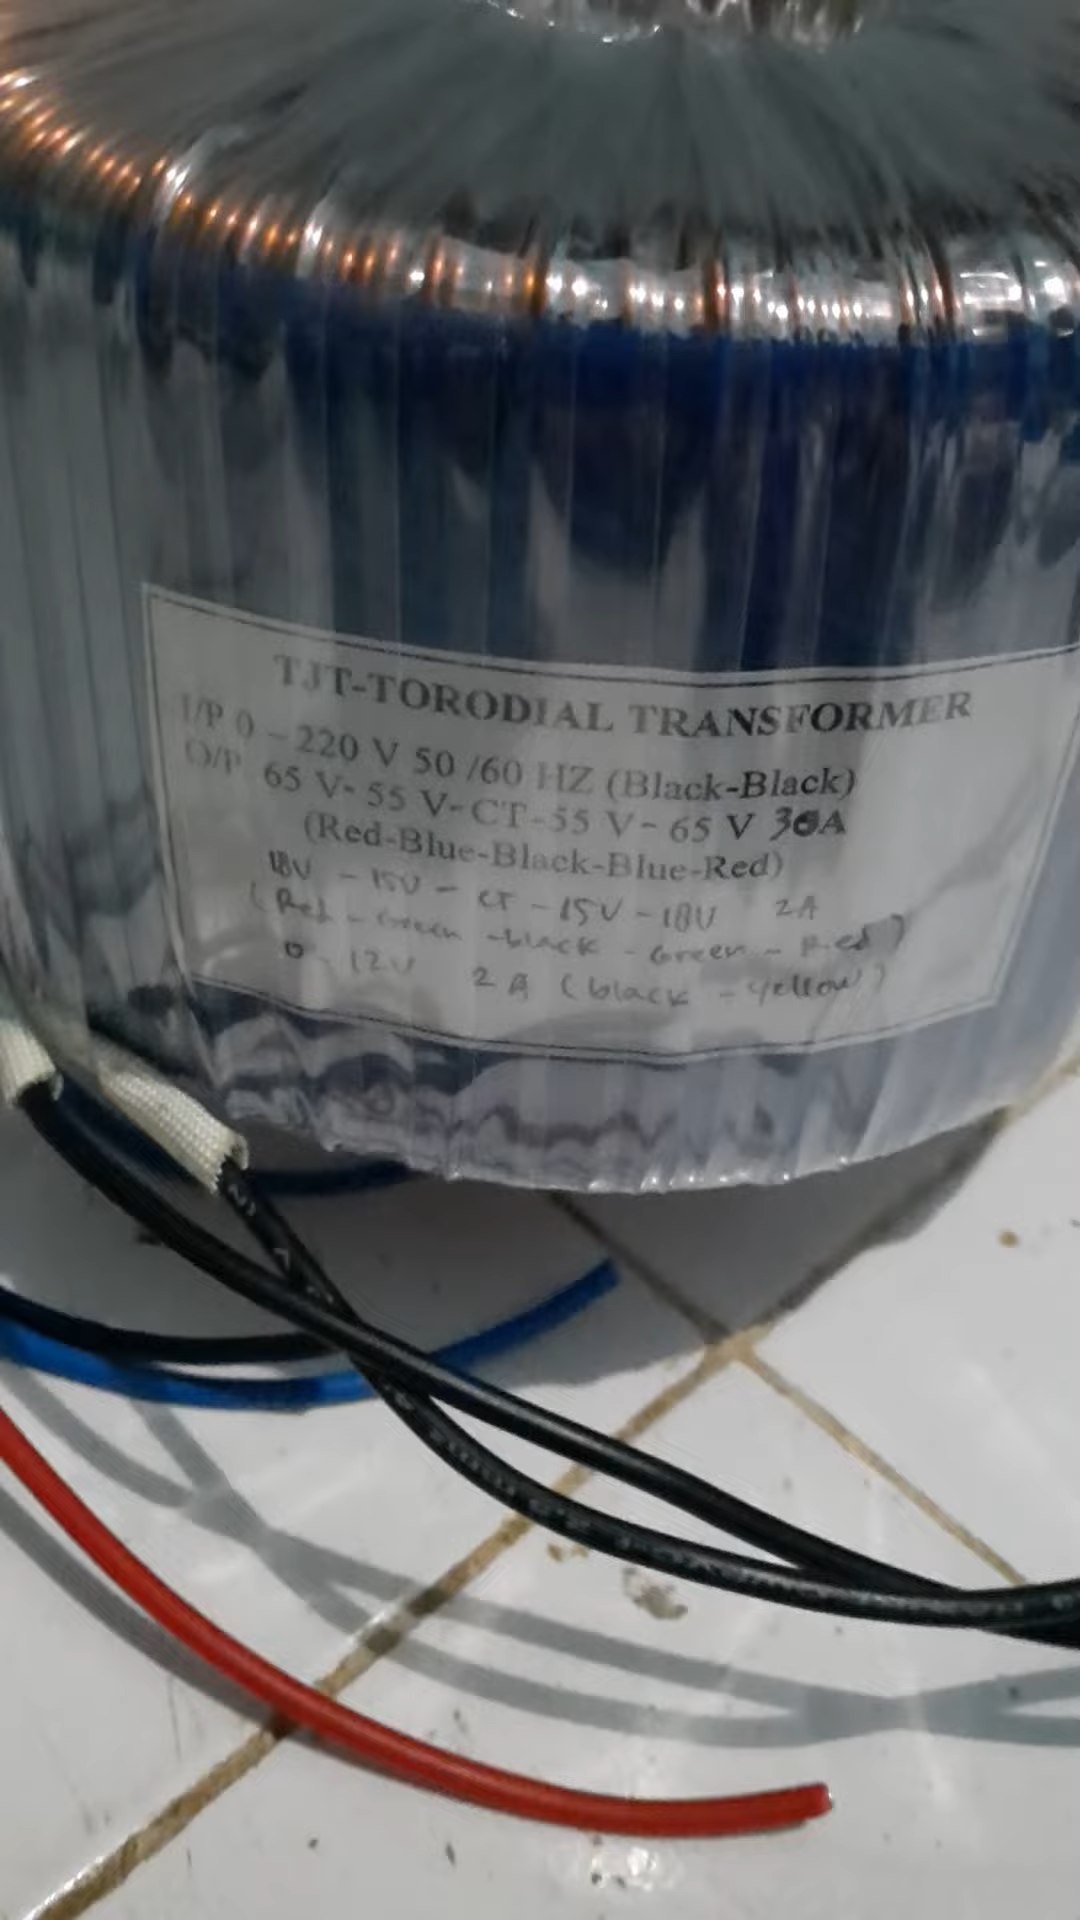 TJT-TORODIAL TRANSFORMER
I/P 0 - 220 V 50 /60 HZ (Black-Black)
O/P 65 V- 55 V-CT-55 V- 65 V 30A
(Red-Blue-Black-Blue-Red)
18V - 15V - CT - 15V - 18V 2A
(Red - Green - black - Green - Red)
0 - 12V 2A (black - yellow)